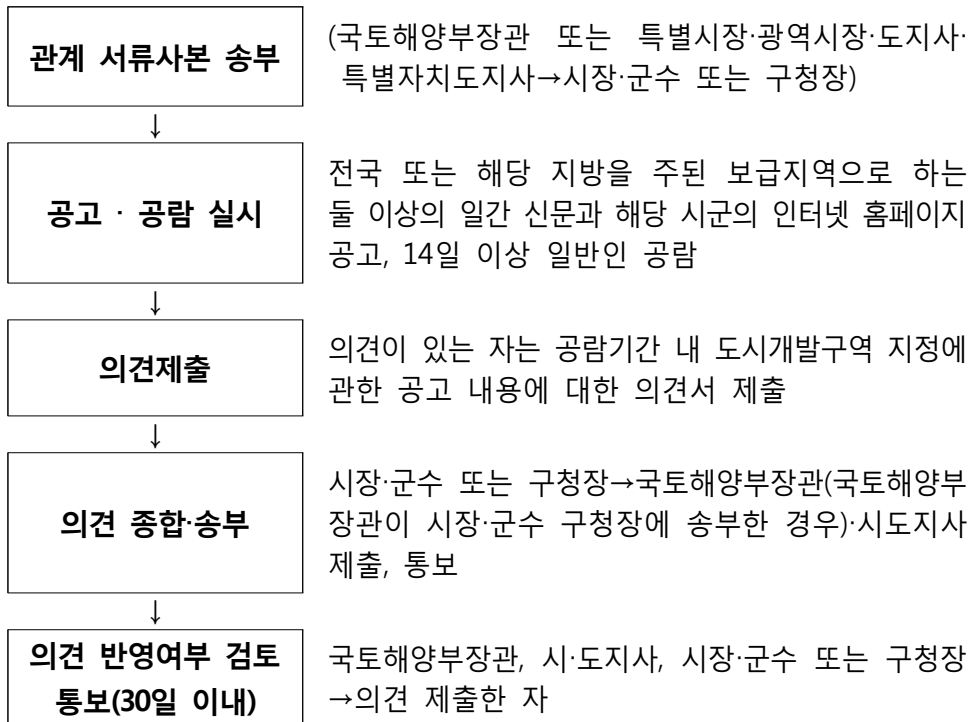 관계 서류사본 송부
(국토해양부장관 또는 특별시장·광역시장·도지사·
특별자치도지사→시장·군수 또는 구청장)
↓
공고 · 공람 실시
전국 또는 해당 지방을 주된 보급지역으로 하는
둘 이상의 일간 신문과 해당 시군의 인터넷 홈페이지
공고, 14일 이상 일반인 공람
↓
의견제출
의견이 있는 자는 공람기간 내 도시개발구역 지정에
관한 공고 내용에 대한 의견서 제출
↓
의견 종합·송부
시장·군수 또는 구청장→국토해양부장관(국토해양부
장관이 시장·군수 구청장에 송부한 경우)·시도지사
제출, 통보
↓
의견 반영여부 검토
통보(30일 이내)
국토해양부장관, 시·도지사, 시장·군수 또는 구청장
→의견 제출한 자